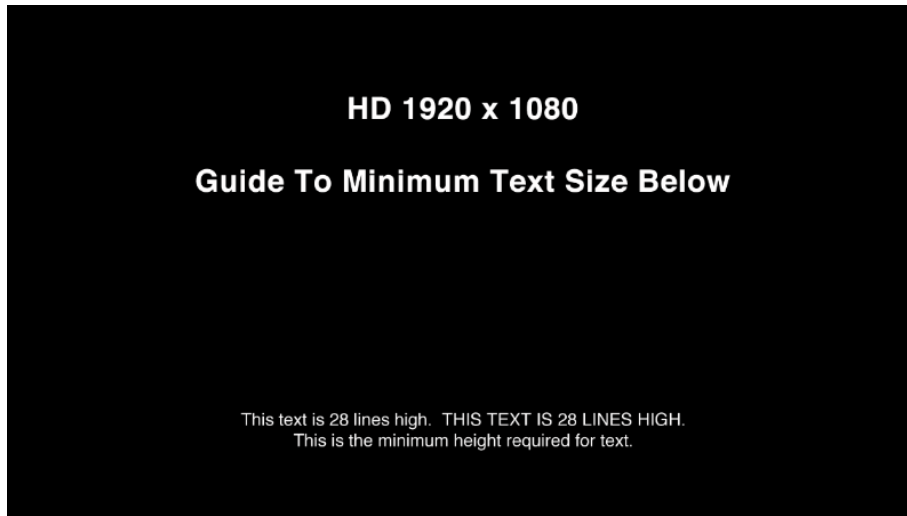 HD 1920 x 1080
Guide To Minimum Text Size Below
This text is 28 lines high.  THIS TEXT IS 28 LINES HIGH.
This is the minimum height required for text.